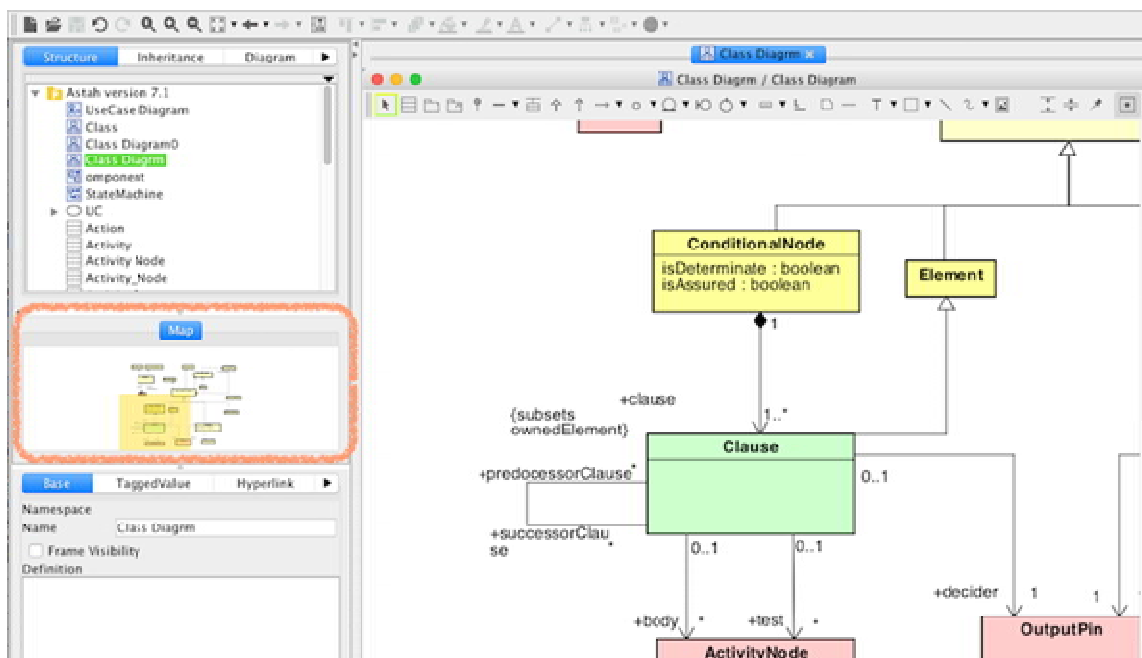 Class Diagrm
Structure Inheritance Diagram
Class Diagrm / Class Diagram
Astah version 7.1
UseCase Diagram
Class
Class Diagram0
Class Diagrm
omponent
StateMachine
UC
Action
Activity
Activity Node
Activity_Node
Map
Base TaggedValue Hyperlink
Namespace
Name Class Diagrm
Frame Visibility
Definition
ConditionalNode
isDeterminate : boolean
isAssured : boolean
Element
1
+clause
1..*
{subsets
ownedElement}
Clause
+predocessorClause *
0..1
+successorClau
se *
0..1 0..1
+decider 1 1
+body * +test *
OutputPin
ActivityNode